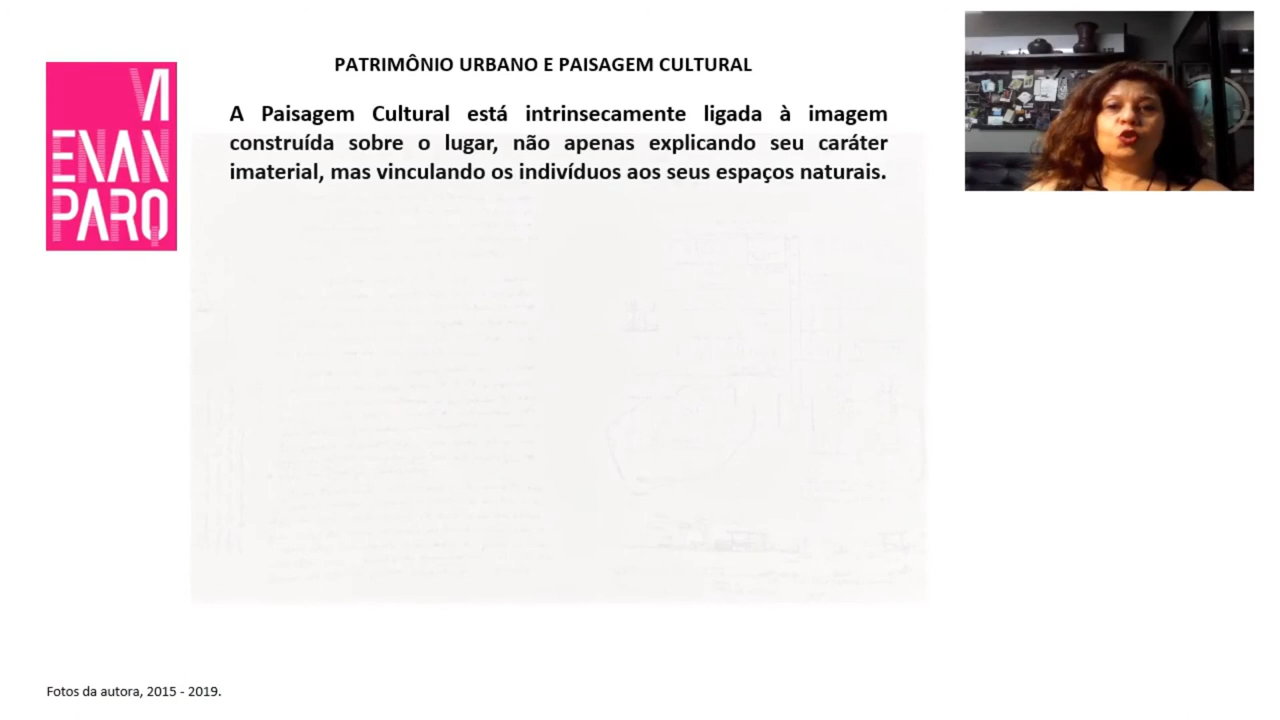 PATRIMÔNIO URBANO E PAISAGEM CULTURAL
VI
ENAN
PARQ
A Paisagem Cultural está intrinsecamente ligada à imagem
construída sobre o lugar, não apenas explicando seu caráter
imaterial, mas vinculando os indivíduos aos seus espaços naturais.
Fotos da autora, 2015 - 2019.